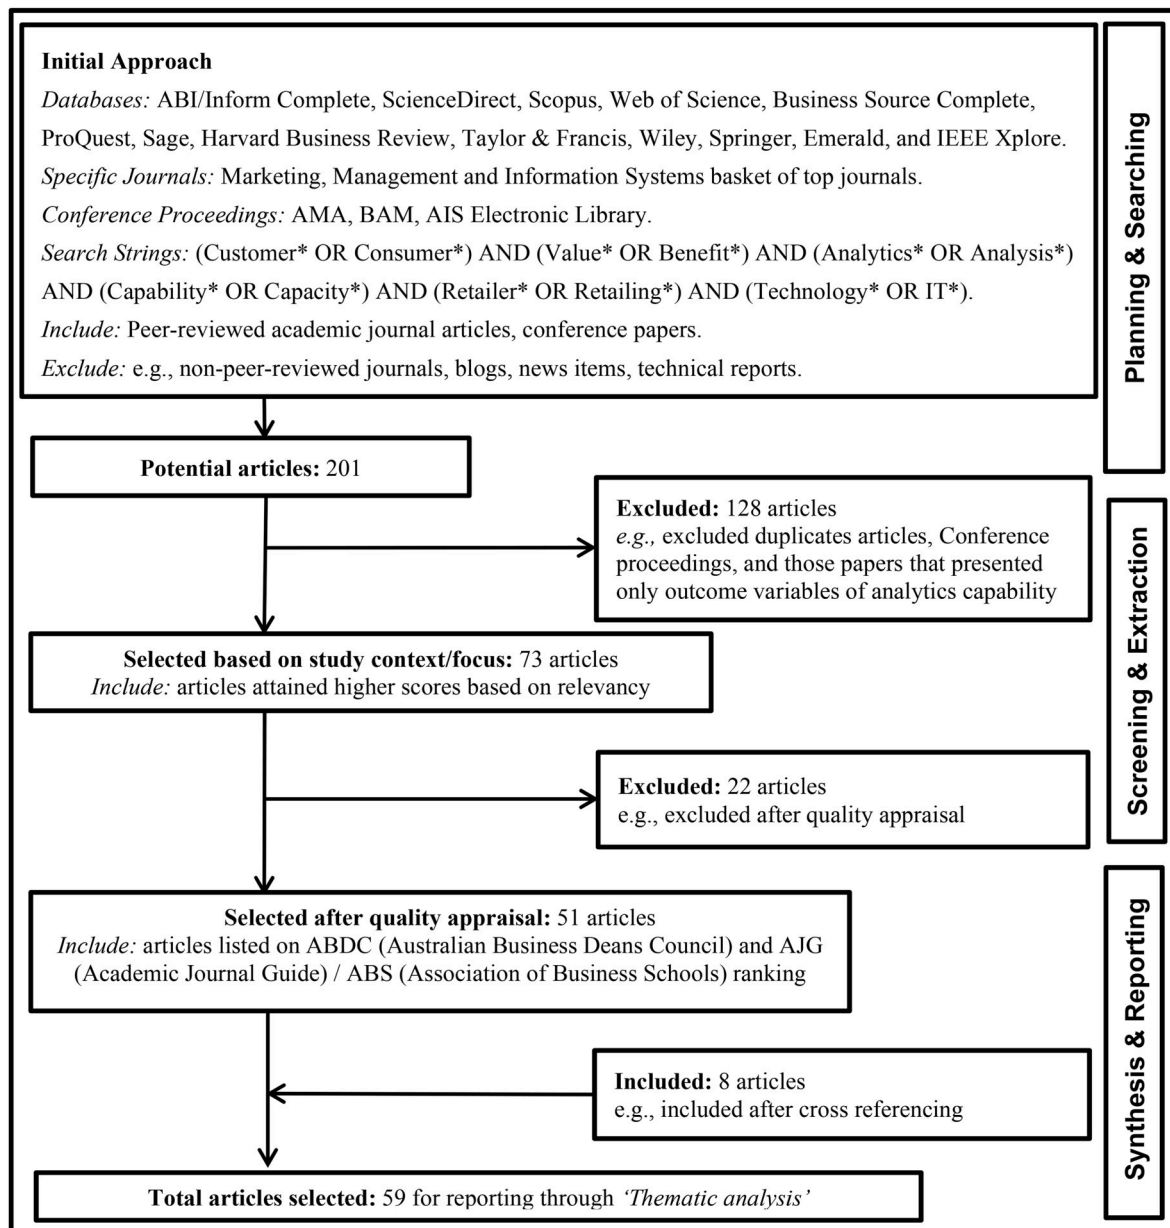 Initial Approach
Databases: ABI/Inform Complete, ScienceDirect, Scopus, Web of Science, Business Source Complete,
ProQuest, Sage, Harvard Business Review, Taylor & Francis, Wiley, Springer, Emerald, and IEEE Xplore.
Specific Journals: Marketing, Management and Information Systems basket of top journals.
Conference Proceedings: AMA, BAM, AIS Electronic Library.
Search Strings: (Customer* OR Consumer*) AND (Value* OR Benefit*) AND (Analytics* OR Analysis*)
AND (Capability* OR Capacity*) AND (Retailer* OR Retailing*) AND (Technology* OR IT*).
Include: Peer-reviewed academic journal articles, conference papers.
Exclude: e.g., non-peer-reviewed journals, blogs, news items, technical reports.
Planning & Searching
Potential articles: 201
Excluded: 128 articles
e.g., excluded duplicates articles, Conference
proceedings, and those papers that presented
only outcome variables of analytics capability
Selected based on study context/focus: 73 articles
Include: articles attained higher scores based on relevancy
Excluded: 22 articles
e.g., excluded after quality appraisal
Screening & Extraction
Selected after quality appraisal: 51 articles
Include: articles listed on ABDC (Australian Business Deans Council) and AJG
(Academic Journal Guide) / ABS (Association of Business Schools) ranking
Included: 8 articles
e.g., included after cross referencing
Total articles selected: 59 for reporting through ‘Thematic analysis’
Synthesis & Reporting